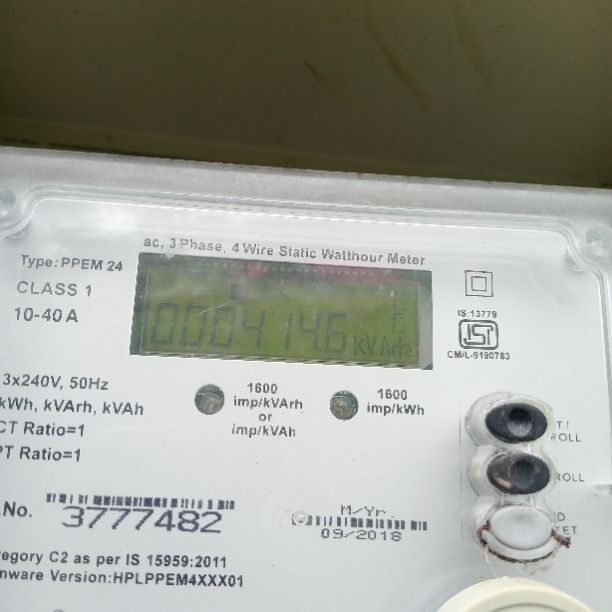 ac, 3 Phase, 4 Wire Static Watthour Meter
Type: PPEM 24
CLASS 1
10-40 A
000414.6 kVArh
IS:13779
ISI
CM/L-9190783
3x240V, 50Hz
kWh, kVArh, kVAh
CT Ratio=1
PT Ratio=1
1600
imp/kVArh
or
imp/kVAh
1600
imp/kWh
T/
ROLL
ROLL
D
ET
.No.
3777482
M/Yr.
09/2018
egory C2 as per IS 15959:2011
mware Version:HPLPPEM4XXX01